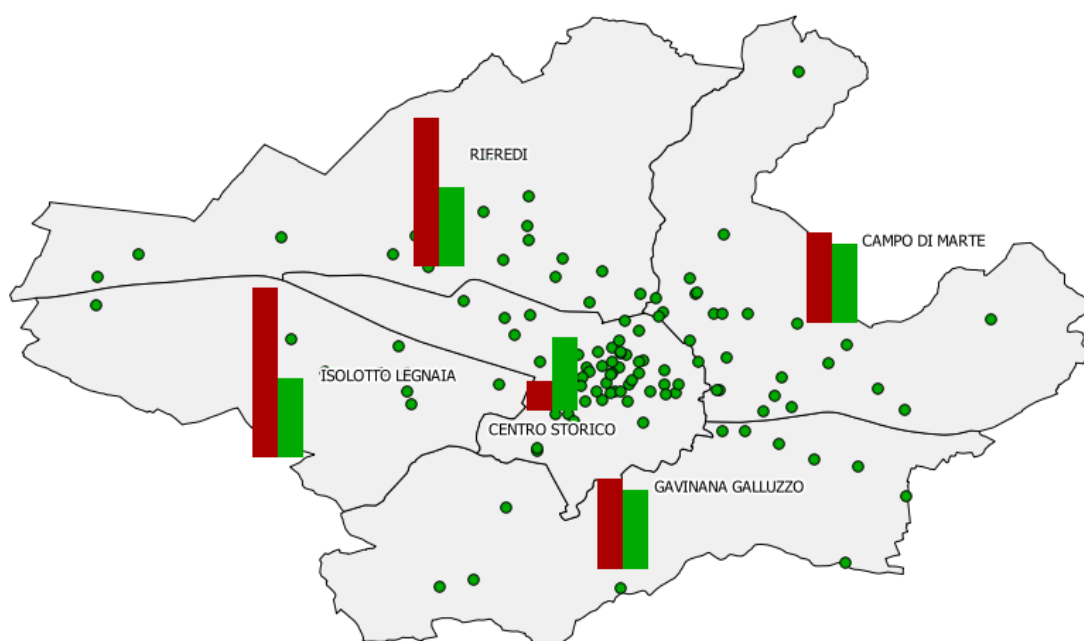 RIFREDI
CAMPO DI MARTE
ISOLOTTO LEGNAIA
CENTRO STORICO
GAVINANA GALLUZZO